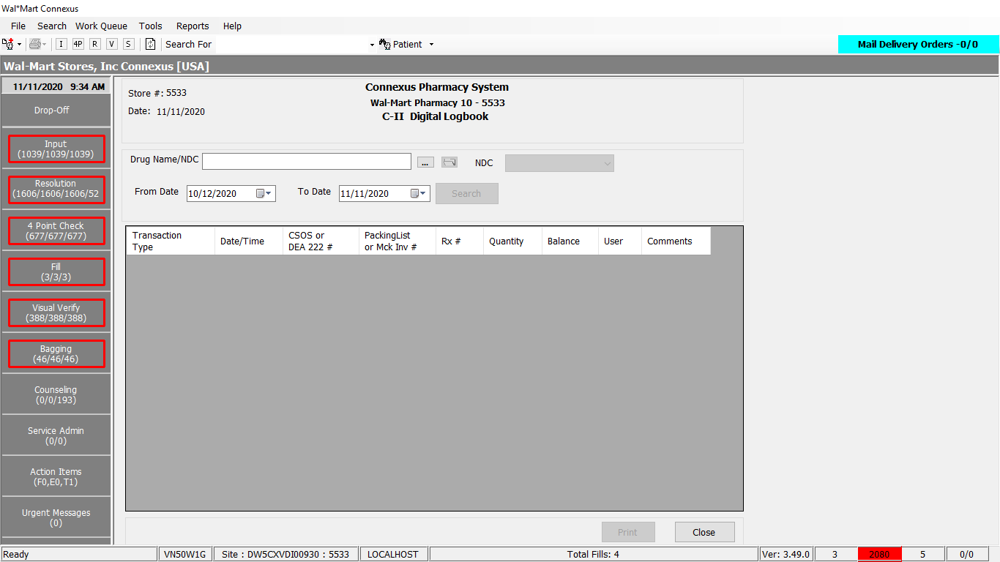 Wal*Mart Connexus
File Search Work Queue Tools Reports Help
I 4P R V S Search For Patient Mail Delivery Orders -0/0
Wal-Mart Stores, Inc Connexus [USA]
11/11/2020 9:34 AM
Drop-Off
Input
(1039/1039/1039)
Resolution
(1606/1606/1606/52
4 Point Check
(677/677/677)
Fill
(3/3/3)
Visual Verify
(388/388/388)
Bagging
(46/46/46)
Counseling
(0/0/193)
Service Admin
(0/0)
Action Items
(F0,E0,T1)
Urgent Messages
(0)
Store #: 5533
Date: 11/11/2020
Connexus Pharmacy System
Wal-Mart Pharmacy 10 - 5533
C-II Digital Logbook
Drug Name/NDC ... NDC
From Date 10/12/2020 To Date 11/11/2020 Search
Transaction Type Date/Time CSOS or DEA 222 # PackingList or Mck Inv # Rx # Quantity Balance User Comments
Print Close
Ready VN50W1G Site : DW5CXVDI00930 : 5533 LOCALHOST Total Fills: 4 Ver: 3.49.0 3 2080 5 0/0